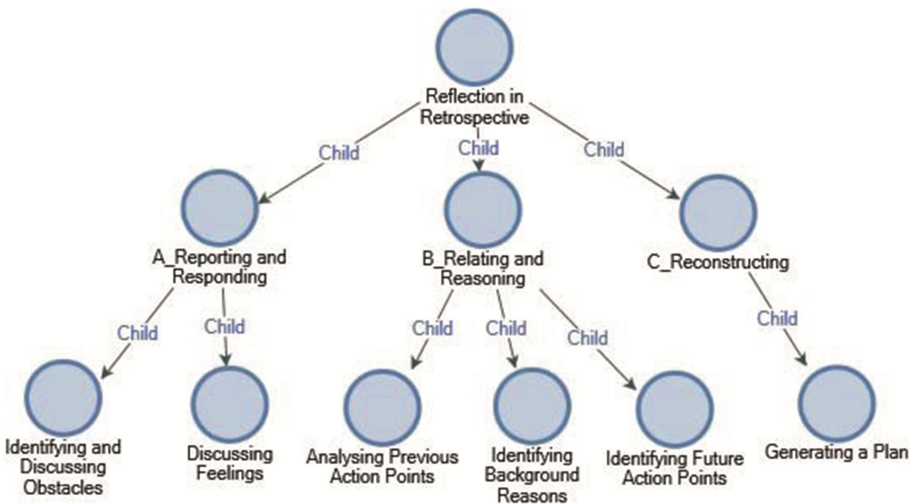 Reflection in
Retrospective
Child
Child
Child
A_Reporting and
Responding
B_Relating and
Reasoning
C_Reconstructing
Child
Child
Child
Child
Child
Child
Identifying and
Discussing
Obstacles
Discussing
Feelings
Analysing Previous
Action Points
Identifying
Background
Reasons
Identifying Future
Action Points
Generating a Plan